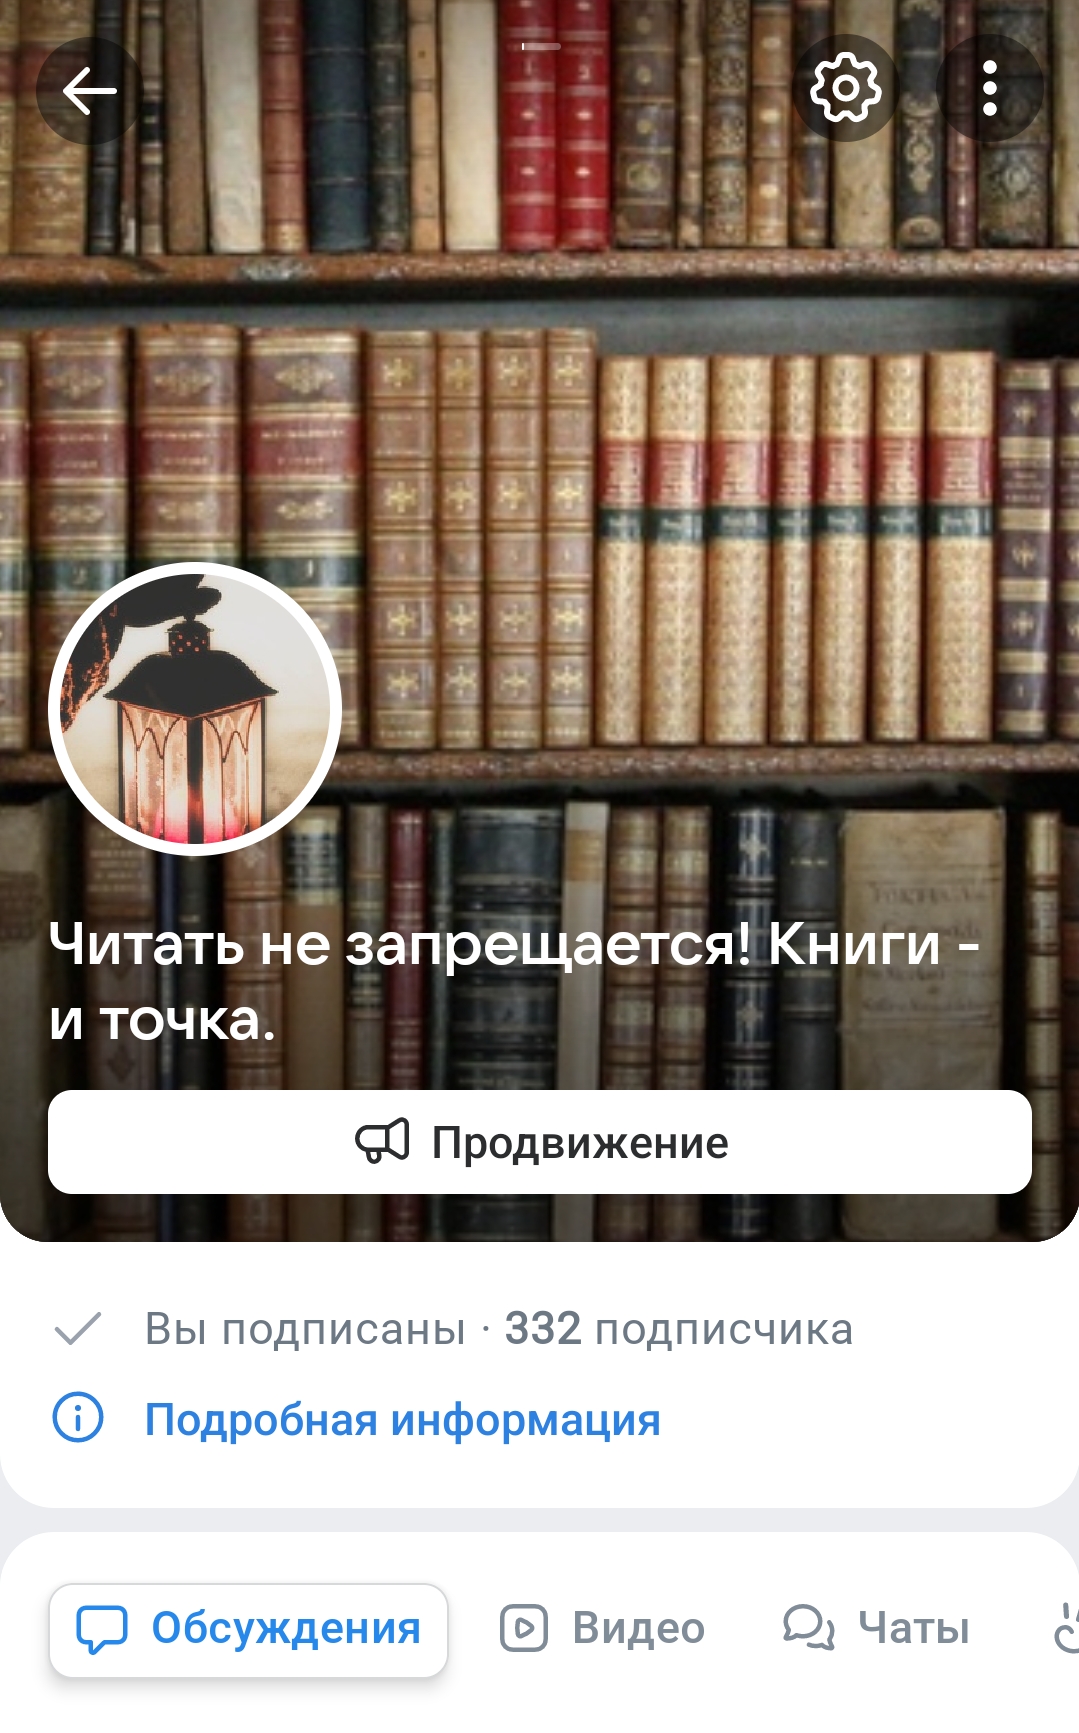 Читать не запрещается! Книги -
и точка.
Продвижение
Вы подписаны · 332 подписчика
Подробная информация
Обсуждения
Видео
Чаты